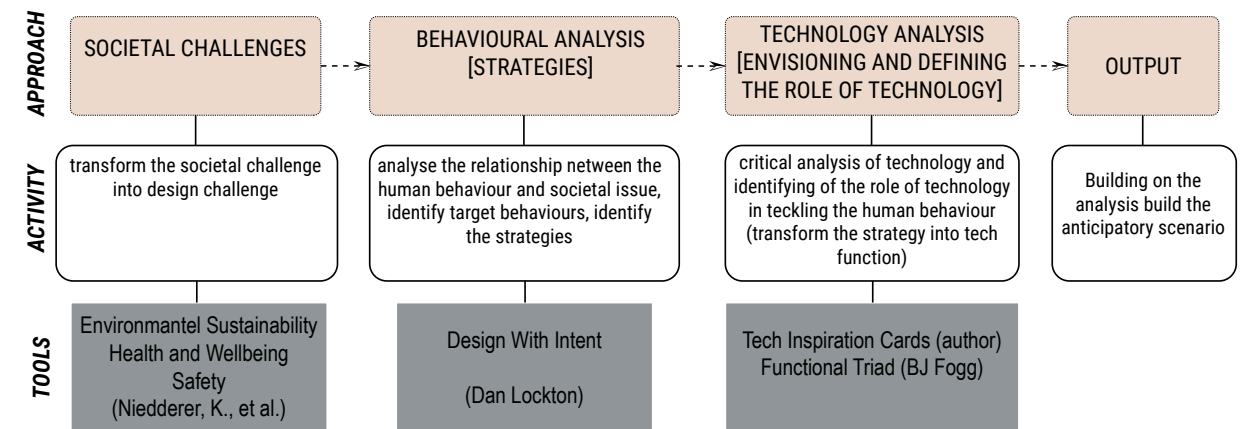 APPROACH
SOCIETAL CHALLENGES
BEHAVIOURAL ANALYSIS
[STRATEGIES]
TECHNOLOGY ANALYSIS
[ENVISIONING AND DEFINING
THE ROLE OF TECHNOLOGY]
OUTPUT
ACTIVITY
transform the societal challenge
into design challenge
analyse the relationship netween the
human behaviour and societal issue,
identify target behaviours, identify
the strategies
critical analysis of technology and
identifying of the role of technology
in teckling the human behaviour
(transform the strategy into tech
function)
Building on the
analysis build the
anticipatory scenario
TOOLS
Environmantel Sustainability
Health and Wellbeing
Safety
(Niedderer, K., et al.)
Design With Intent
(Dan Lockton)
Tech Inspiration Cards (author)
Functional Triad (BJ Fogg)